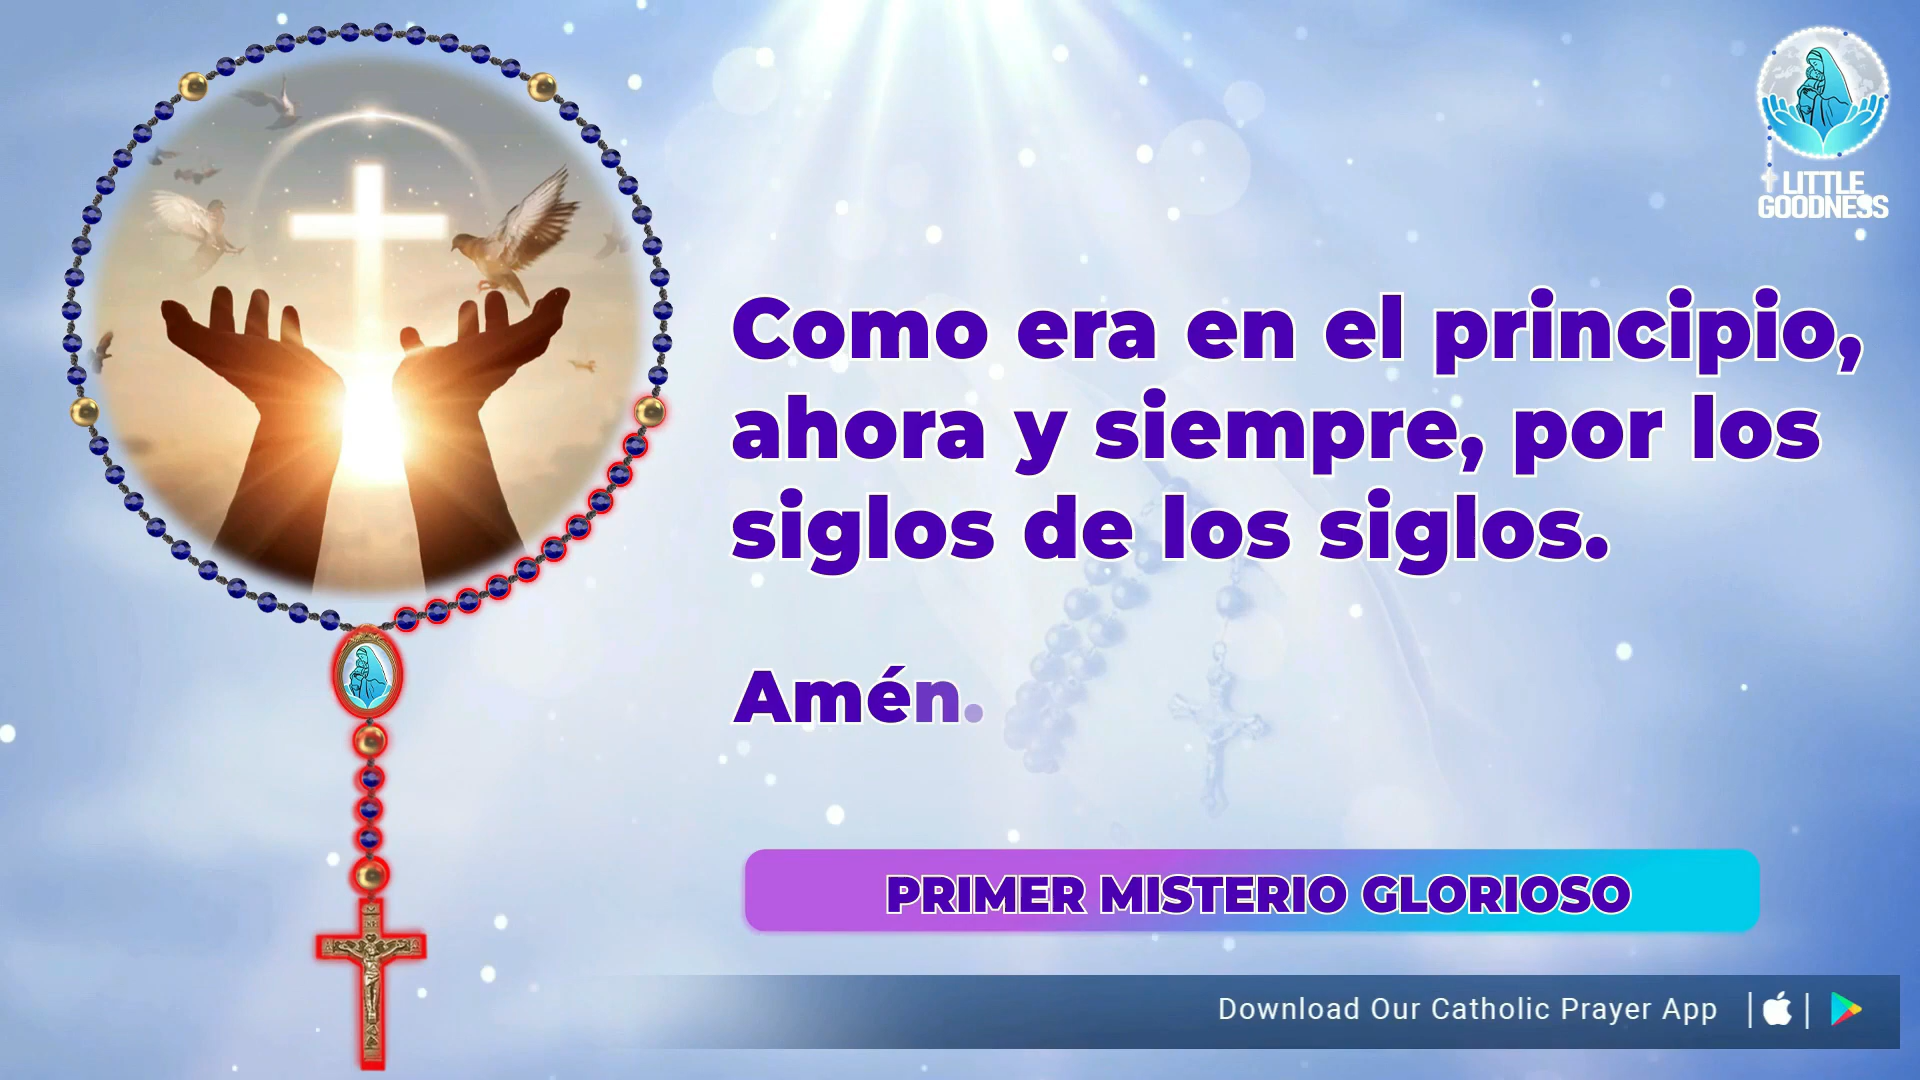 LITTLE
GOODNESS
Como era en el principio,
ahora y siempre, por los
siglos de los siglos.
Amén.
PRIMER MISTERIO GLORIOSO
Download Our Catholic Prayer App